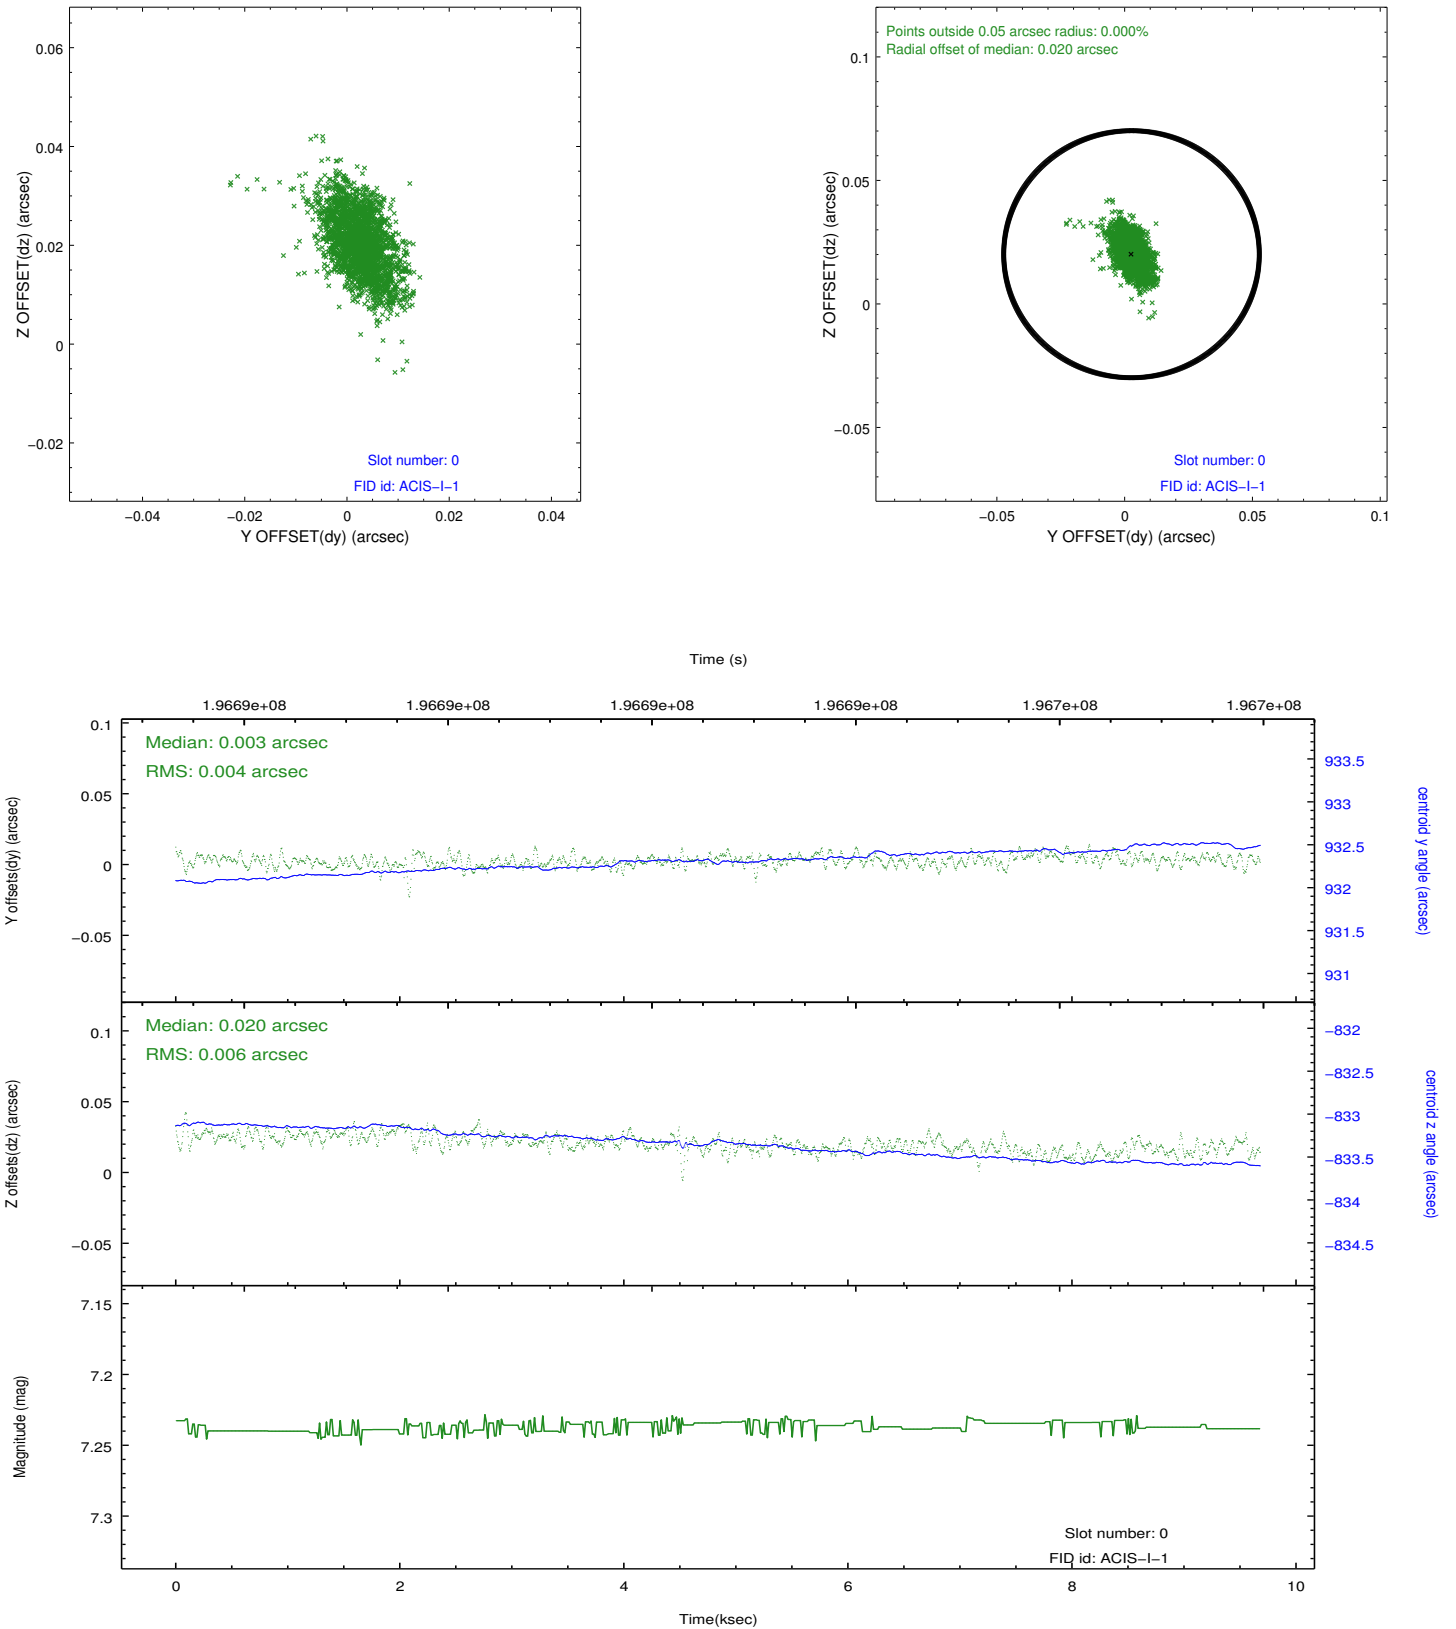 0.06
0.04
0.02
0
−0.02
Z OFFSET(dz) (arcsec)
Slot number: 0
FID id: ACIS−I−1
−0.04
−0.02
0
0.02
0.04
Y OFFSET(dy) (arcsec)
Points outside 0.05 arcsec radius: 0.000%
Radial offset of median: 0.020 arcsec
0.1
0.05
0
−0.05
Z OFFSET(dz) (arcsec)
Slot number: 0
FID id: ACIS−I−1
−0.05
0
0.05
0.1
Y OFFSET(dy) (arcsec)
Time (s)
1.9669e+08
1.9669e+08
1.9669e+08
1.9669e+08
1.967e+08
1.967e+08
Median: 0.003 arcsec
RMS: 0.004 arcsec
0.1
0.05
0
−0.05
Y offsets(dy) (arcsec)
933.5
933
932.5
932
931.5
931
centroid y angle (arcsec)
Median: 0.020 arcsec
RMS: 0.006 arcsec
0.1
0.05
0
−0.05
Z offsets(dz) (arcsec)
−832
−832.5
−833
−833.5
−834
−834.5
centroid z angle (arcsec)
7.15
7.2
7.25
7.3
Magnitude (mag)
Slot number: 0
FID id: ACIS−I−1
0
2
4
6
8
10
Time(ksec)